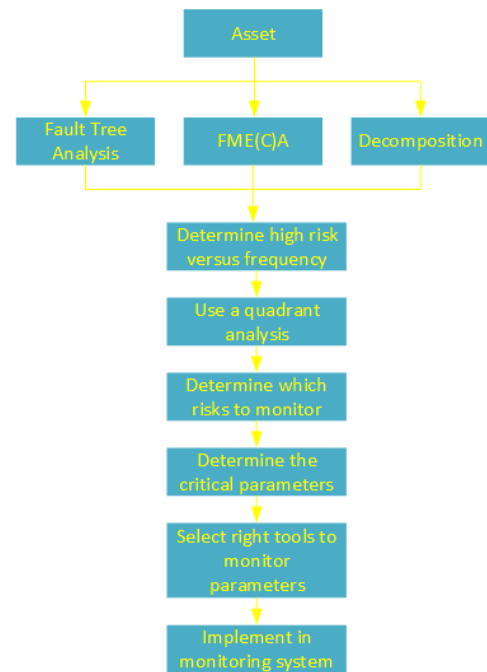 Asset
Fault Tree
Analysis
FME(C)A
Decomposition
Determine high risk
versus frequency
Use a quadrant
analysis
Determine which
risks to monitor
Determine the
critical parameters
Select right tools to
monitor
parameters
Implement in
monitoring system